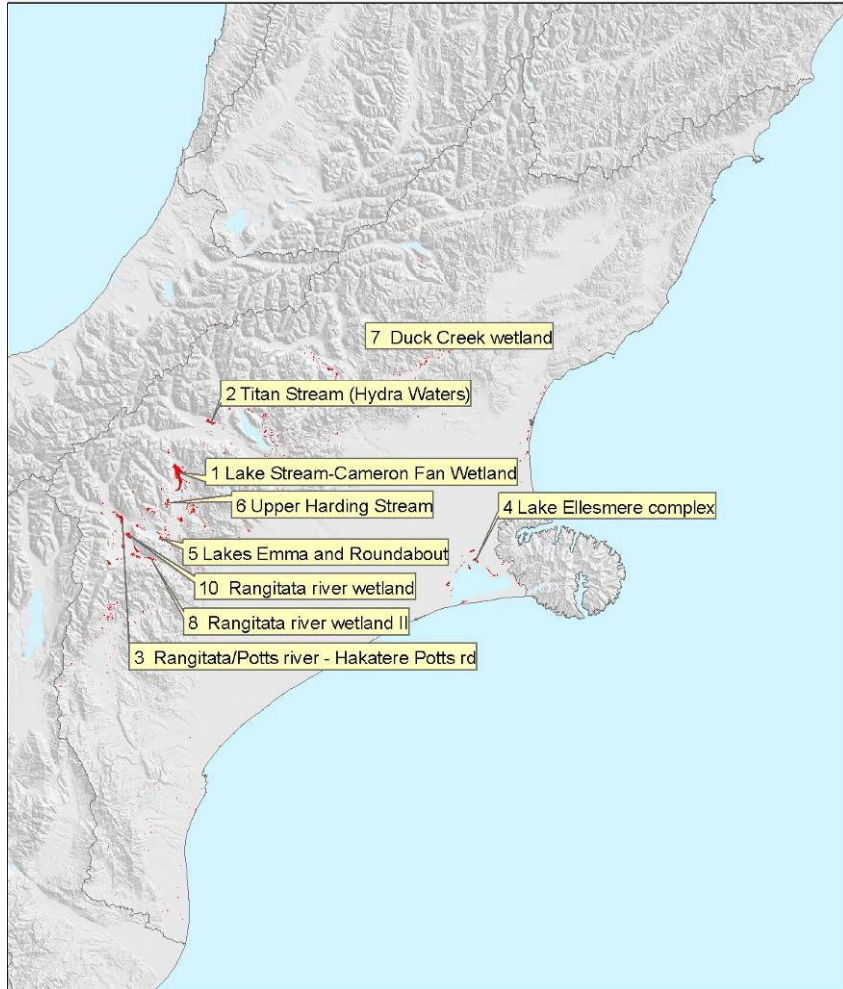 7 Duck Creek wetland
2 Titan Stream (Hydra Waters)
1 Lake Stream-Cameron Fan Wetland
6 Upper Harding Stream
4 Lake Ellesmere complex
5 Lakes Emma and Roundabout
10 Rangitata river wetland
8 Rangitata river wetland II
3 Rangitata/Potts river - Hakatere Potts rd